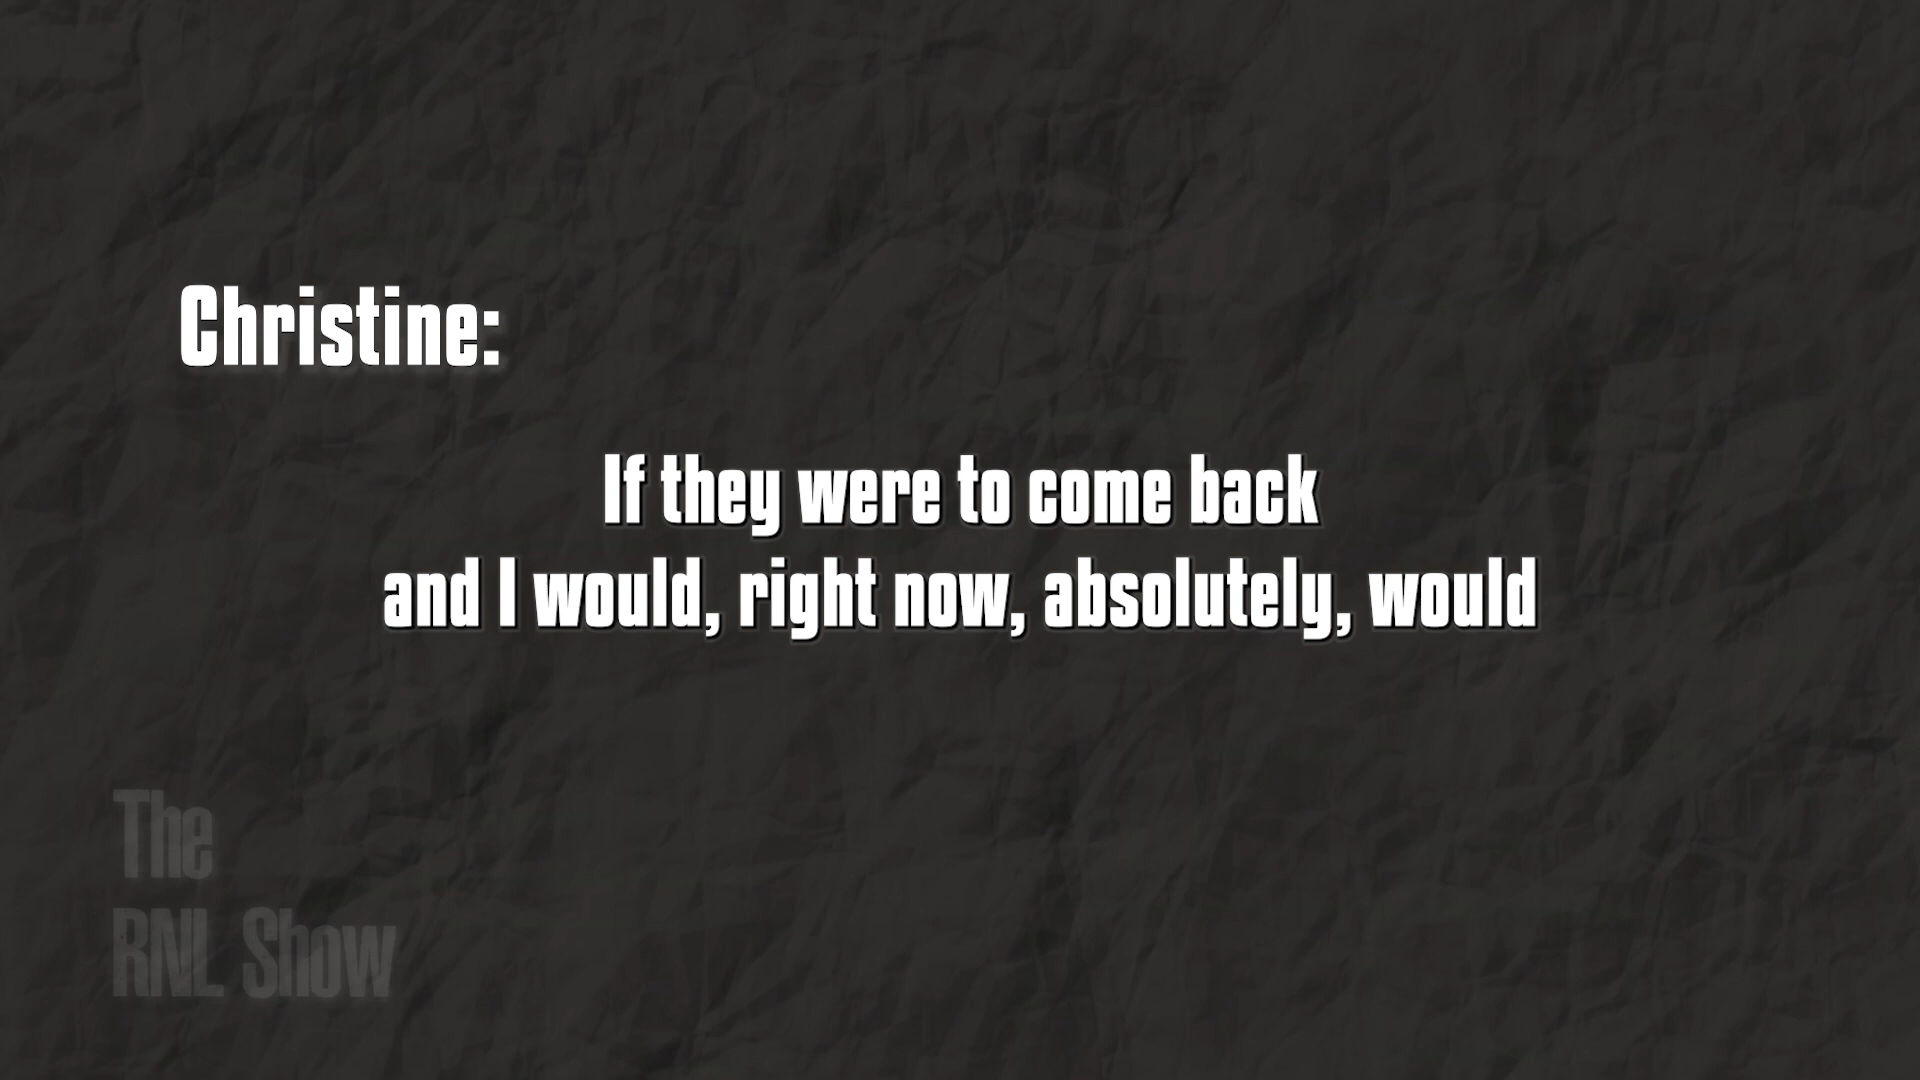 Christine:
If they were to come back
and I would, right now, absolutely, would
The
RNL Show